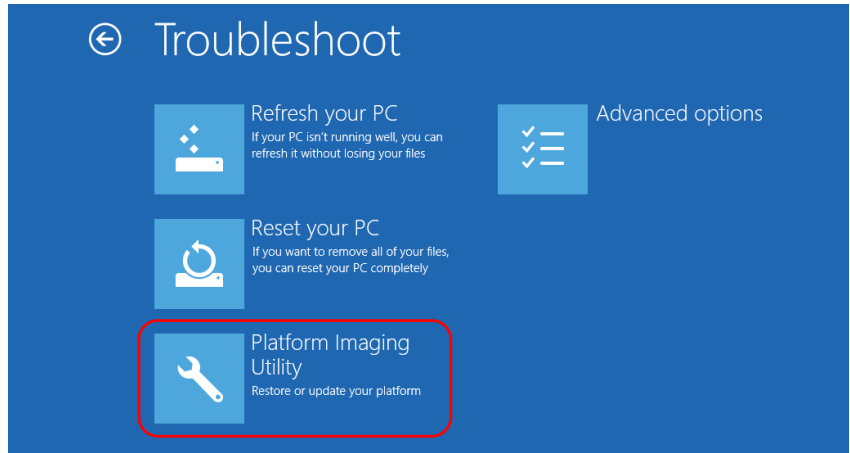 Troubleshoot
Refresh your PC
If your PC isn't running well, you can
refresh it without losing your files
Advanced options
Reset your PC
If you want to remove all of your files,
you can reset your PC completely
Platform Imaging
Utility
Restore or update your platform